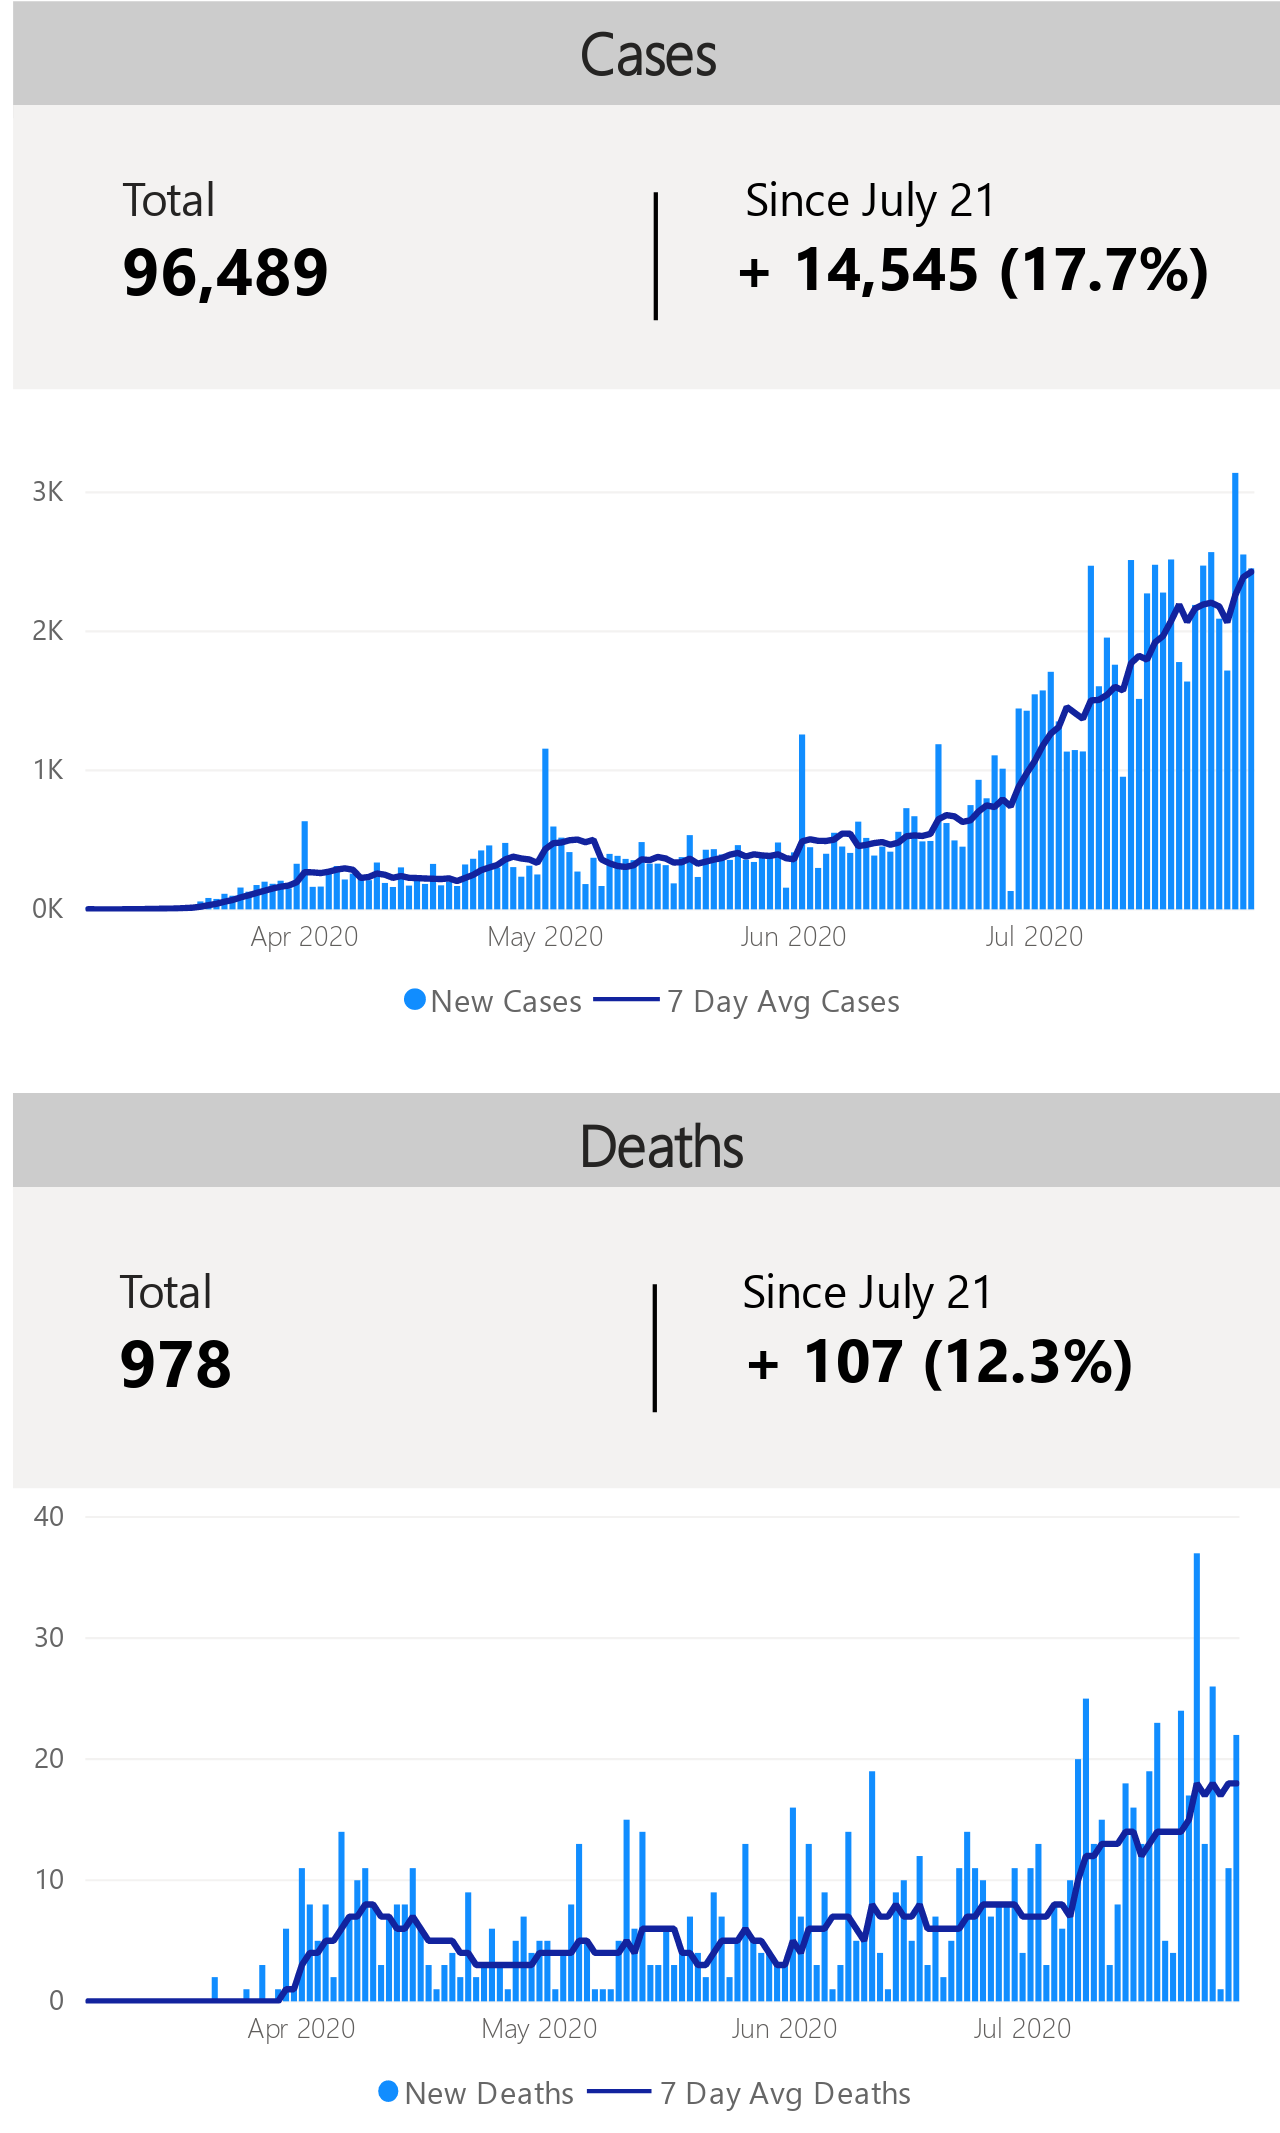 Cases
Total
96,489
Since July 21
+ 14,545 (17.7%)
3K
2K
1K
0K
Apr 2020 May 2020 Jun 2020 Jul 2020
New Cases 7 Day Avg Cases
Deaths
Total
978
Since July 21
+ 107 (12.3%)
40
30
20
10
0
Apr 2020 May 2020 Jun 2020 Jul 2020
New Deaths 7 Day Avg Deaths